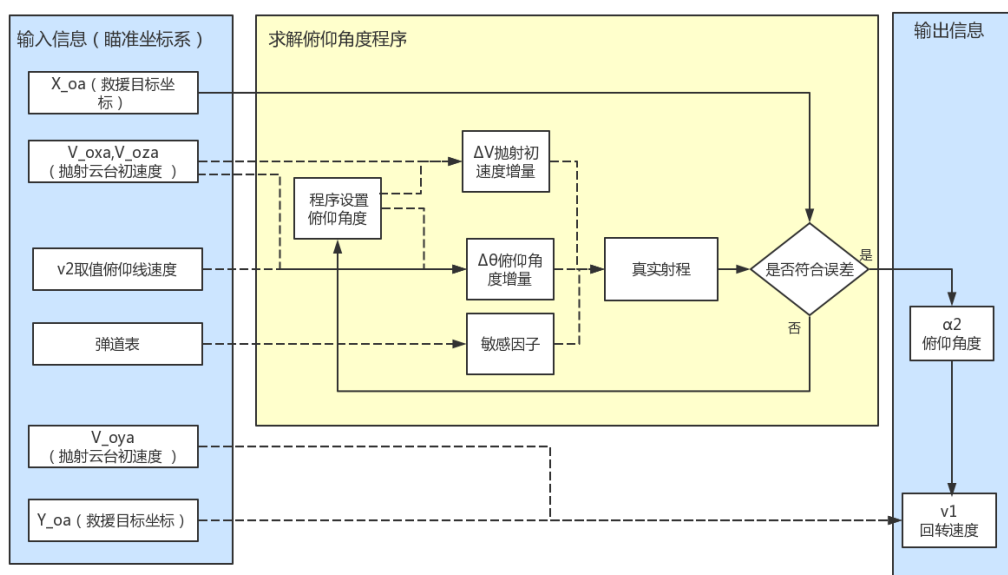 输入信息（瞄准坐标系）
X_oa（救援目标坐
标）
V_oxa,V_oza
（抛射云台初速度 ）
v2取值俯仰线速度
弹道表
V_oya
（抛射云台初速度 ）
Y_oa（救援目标坐标）
求解俯仰角度程序
程序设置
俯仰角度
ΔV抛射初
速度增量
Δθ俯仰角
度增量
敏感因子
真实射程
是否符合误差
是
否
输出信息
α2
俯仰角度
v1
回转速度